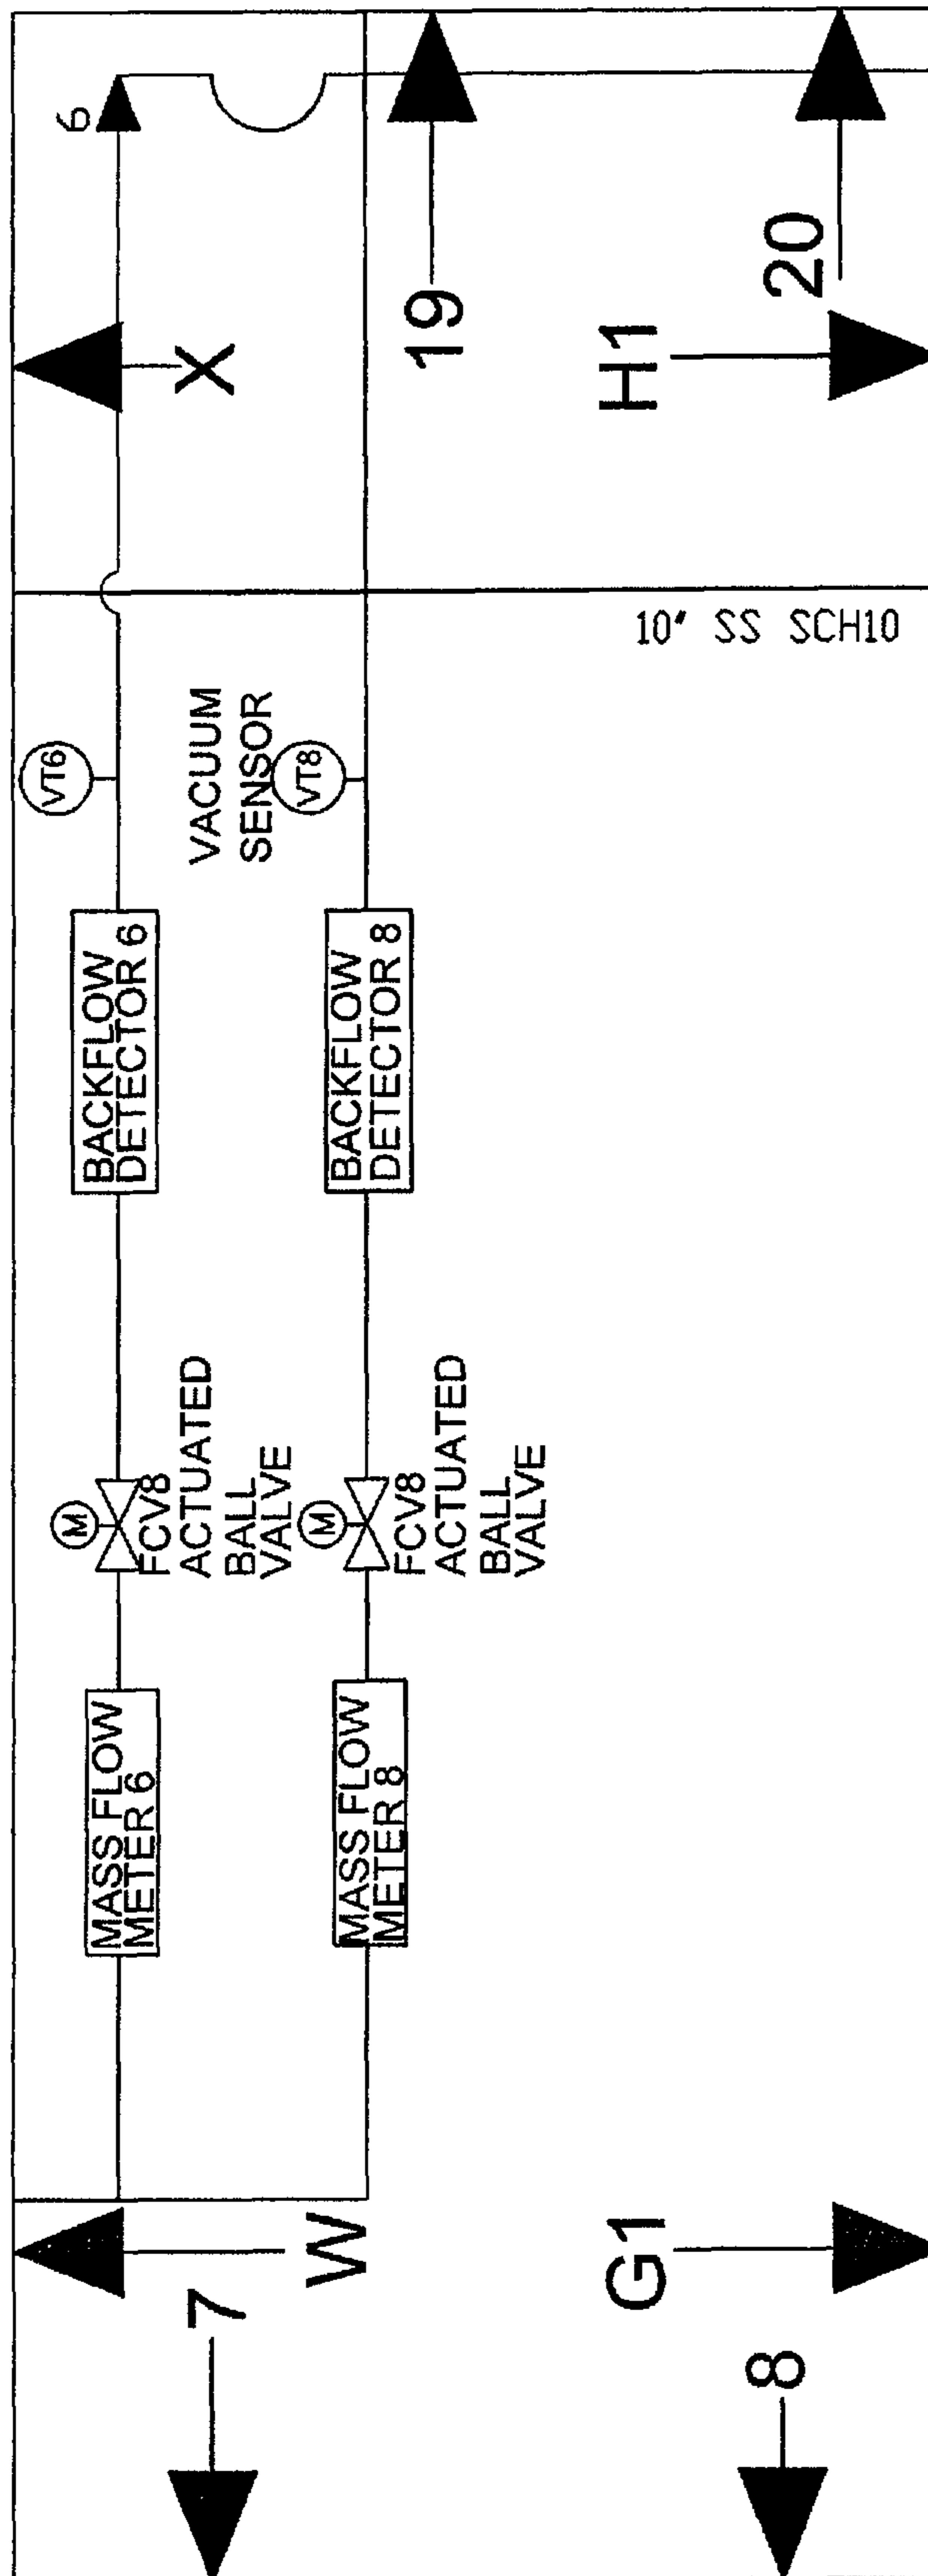 6
X
19
H1
20
10" SS SCH10
VT6
VACUUM
SENSOR
VT8
BACKFLOW
DETECTOR 6
BACKFLOW
DETECTOR 8
M
FCV8
ACTUATED
BALL
VALVE
M
FCV8
ACTUATED
BALL
VALVE
MASS FLOW
METER 6
MASS FLOW
METER 8
W
7
G1
8